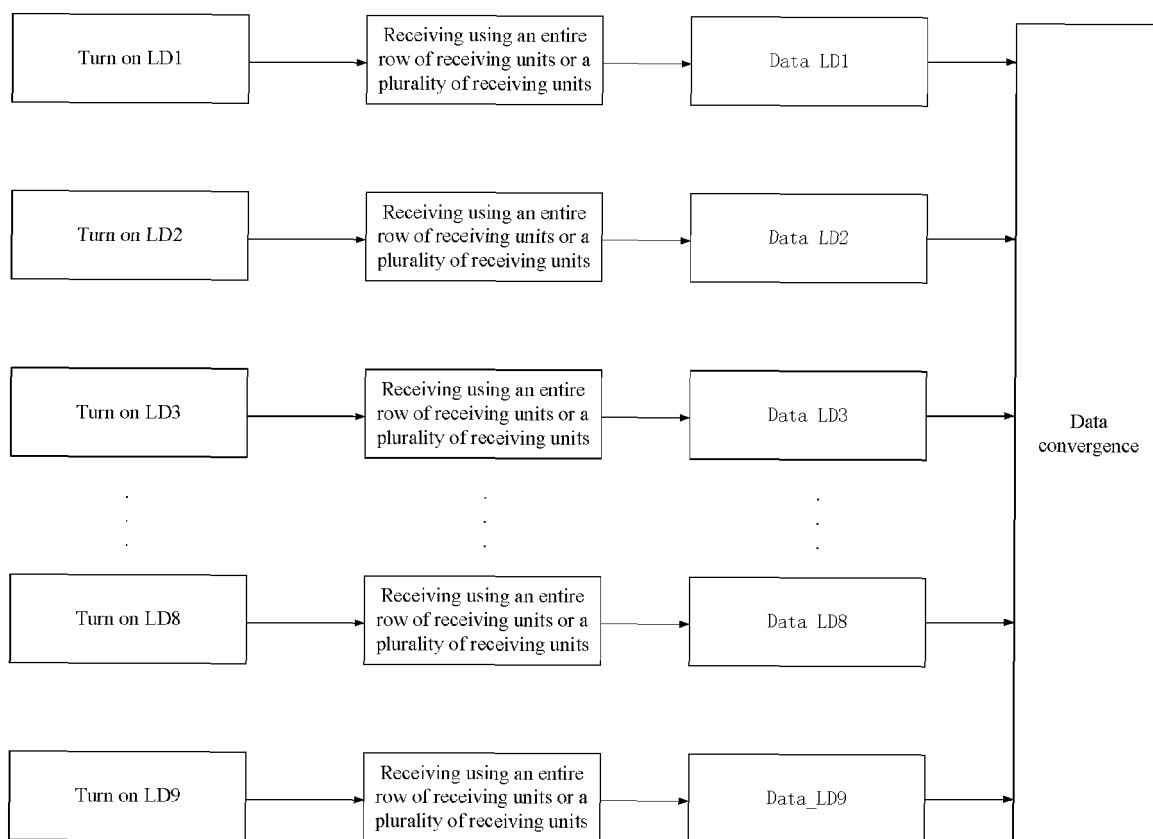 Turn on LD1
Receiving using an entire
row of receiving units or a
plurality of receiving units
Data LD1
Turn on LD2
Receiving using an entire
row of receiving units or a
plurality of receiving units
Data LD2
Turn on LD3
Receiving using an entire
row of receiving units or a
plurality of receiving units
Data LD3
Data
convergence
Turn on LD8
Receiving using an entire
row of receiving units or a
plurality of receiving units
Data LD8
Turn on LD9
Receiving using an entire
row of receiving units or a
plurality of receiving units
Data_LD9